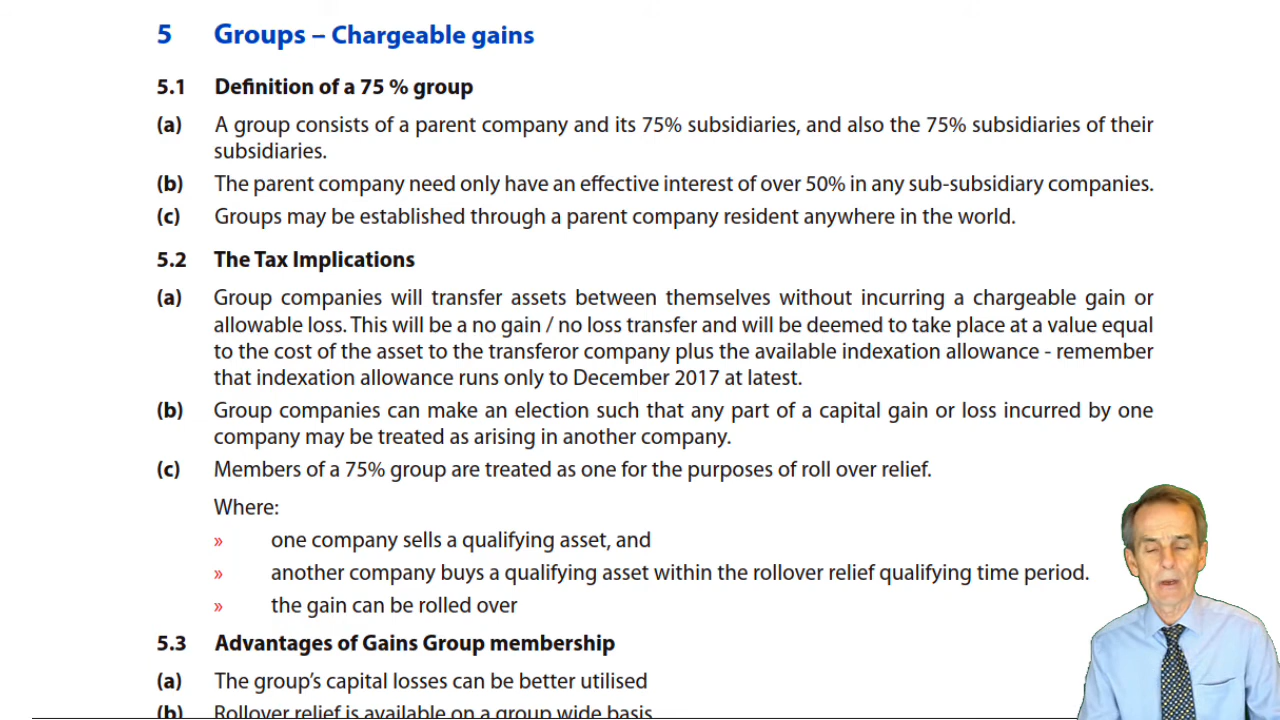 5 Groups – Chargeable gains
5.1 Definition of a 75 % group
(a) A group consists of a parent company and its 75% subsidiaries, and also the 75% subsidiaries of their
subsidiaries.
(b) The parent company need only have an effective interest of over 50% in any sub-subsidiary companies.
(c) Groups may be established through a parent company resident anywhere in the world.
5.2 The Tax Implications
(a) Group companies will transfer assets between themselves without incurring a chargeable gain or
allowable loss. This will be a no gain / no loss transfer and will be deemed to take place at a value equal
to the cost of the asset to the transferor company plus the available indexation allowance - remember
that indexation allowance runs only to December 2017 at latest.
(b) Group companies can make an election such that any part of a capital gain or loss incurred by one
company may be treated as arising in another company.
(c) Members of a 75% group are treated as one for the purposes of roll over relief.
Where:
» one company sells a qualifying asset, and
» another company buys a qualifying asset within the rollover relief qualifying time period.
» the gain can be rolled over
5.3 Advantages of Gains Group membership
(a) The group's capital losses can be better utilised
(b) Rollover relief is available on a group wide basis